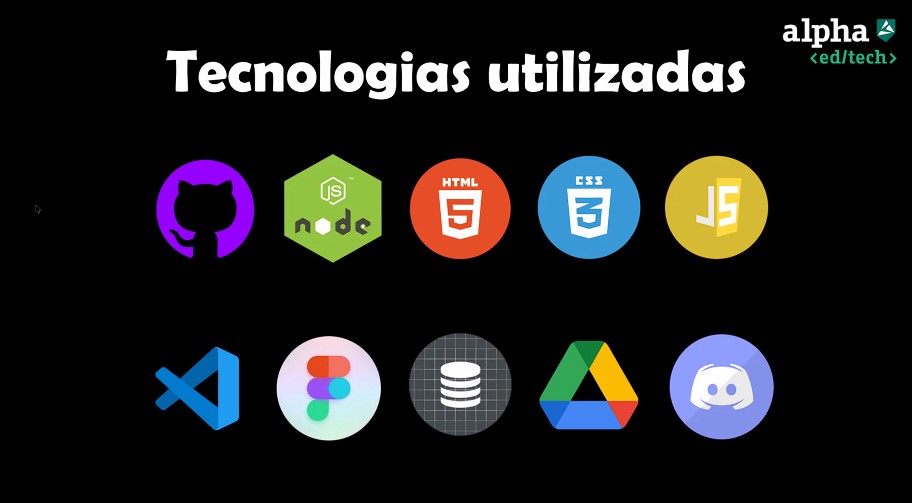 alpha
<ed/tech>
Tecnologias utilizadas
JS
node
HTML
5
CSS
3
JS